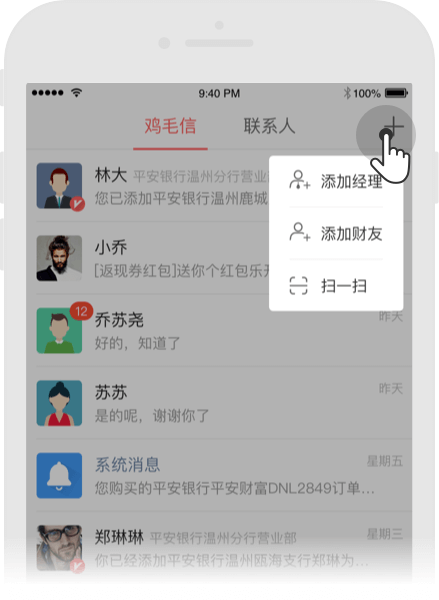 9:40 PM
100%
鸡毛信 联系人
添加经理
添加财友
扫一扫
林大 平安银行温州分行营业
您已添加平安银行温州鹿城
小乔
[返现券红包]送你个红包乐
12
乔苏尧 昨天
好的，知道了
苏苏 昨天
是的呢，谢谢你了
系统消息 星期五
您购买的平安银行平安财富DNL2849订单...
郑琳琳 平安银行温州分行营业部 星期三
你已经添加平安银行温州瓯海支行郑琳为...